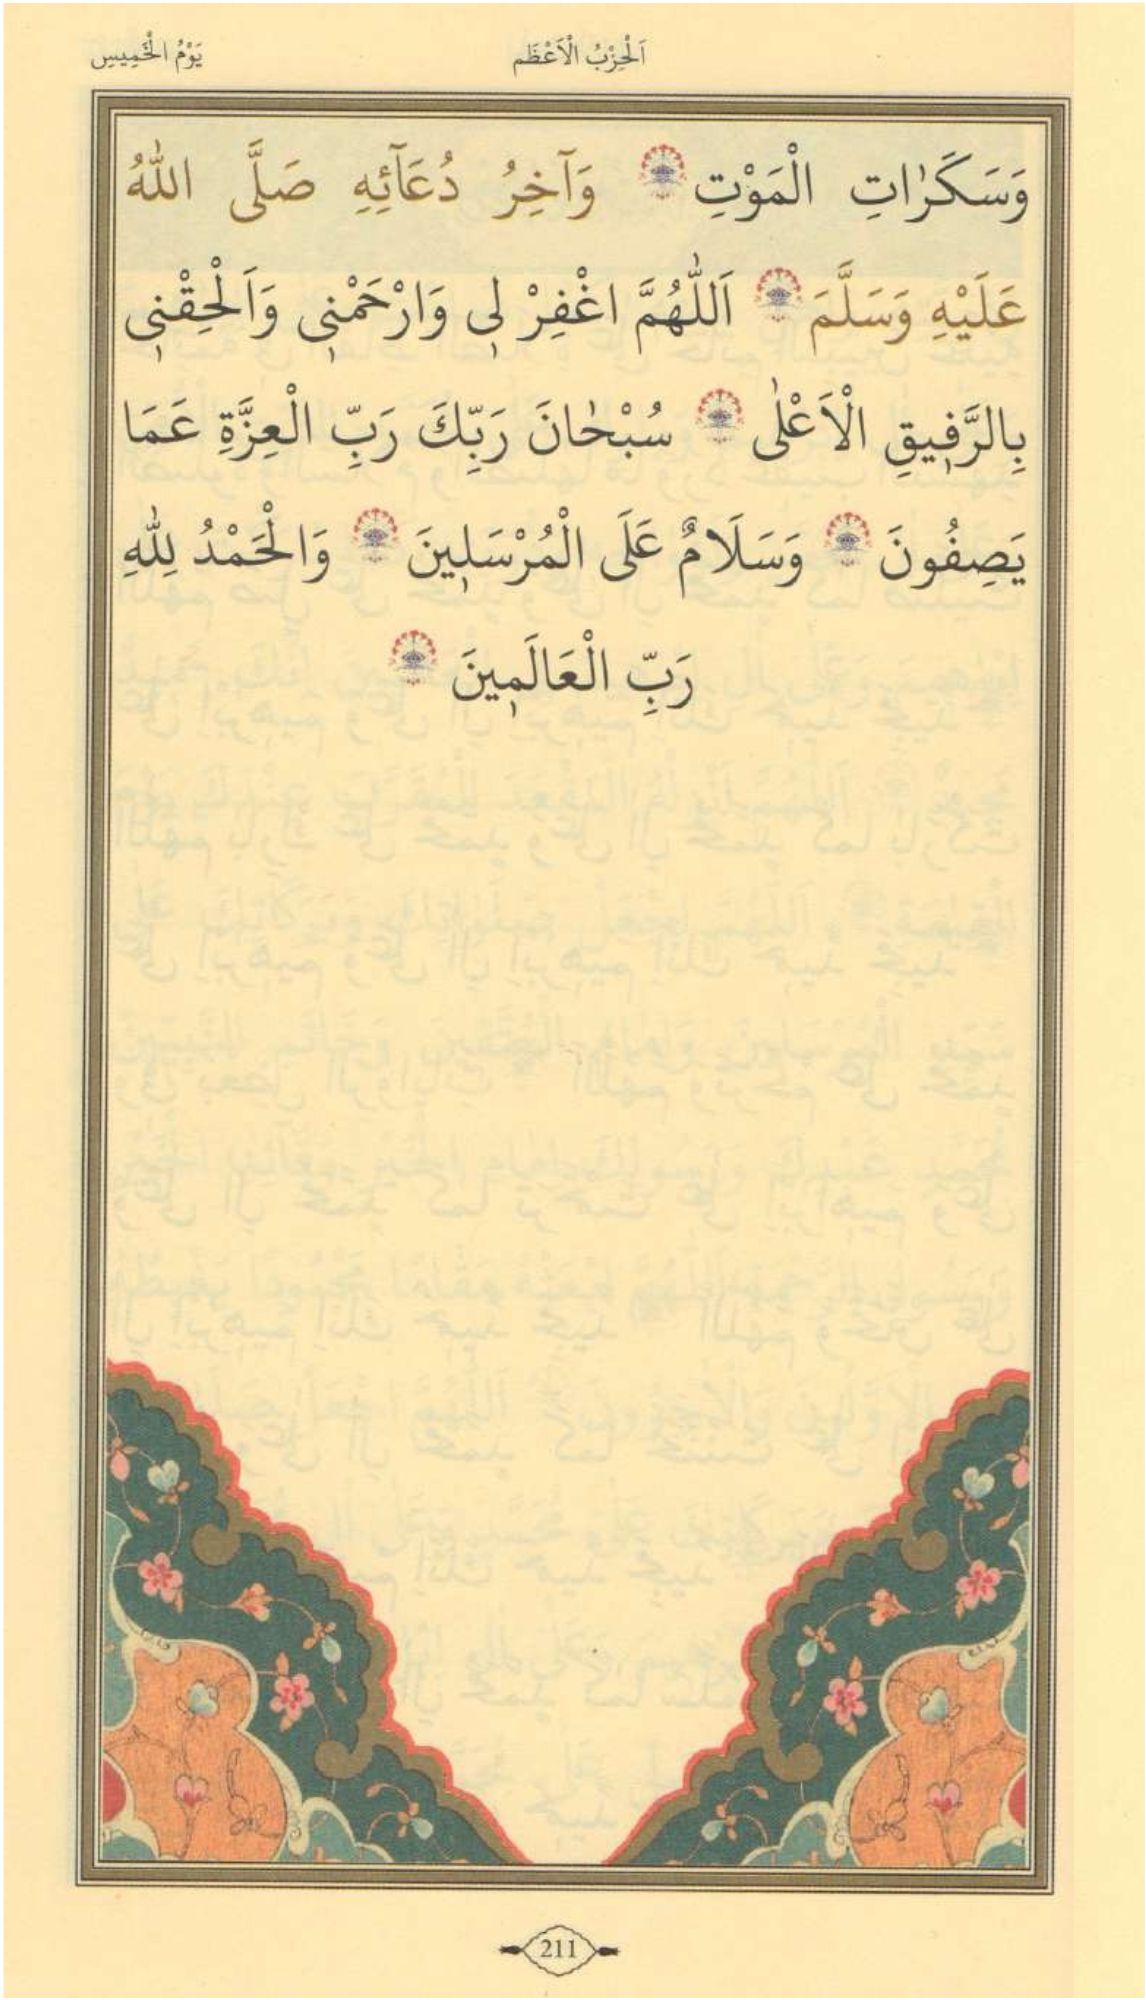 اَلْحِزْبُ الْاَعْظَم
يَوْمُ الْخَمِيسِ
وَسَكَرٰاتِ الْمَوْتِ وَآخِرُ دُعَآئِهِ صَلَّى اللّٰهُ
عَلَيْهِ وَسَلَّمَ اَللّٰهُمَّ اغْفِرْ لٖى وَارْحَمْنٖى وَاَلْحِقْنٖى
بِالرَّفٖيقِ الْاَعْلٰى سُبْحٰانَ رَبِّكَ رَبِّ الْعِزَّةِ عَمَا
يَصِفُونَ وَسَلَامٌ عَلَى الْمُرْسَلٖينَ وَالْحَمْدُ لِلّٰهِ
رَبِّ الْعَالَمٖينَ
211